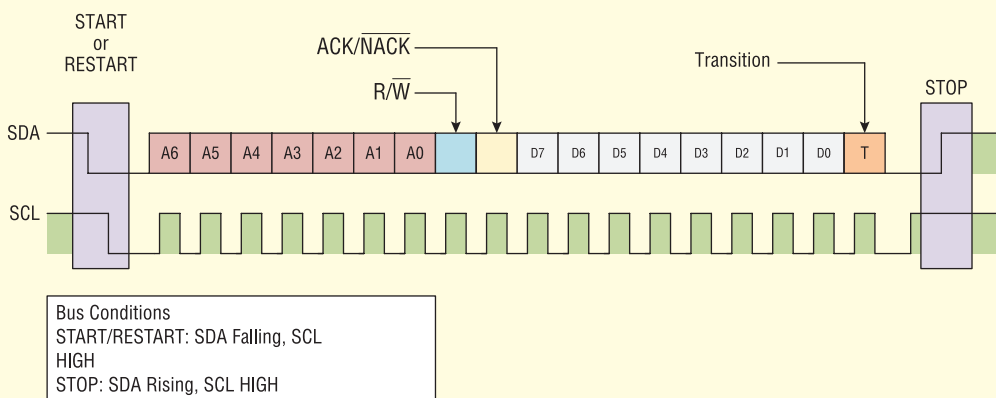 START
or
RESTART
ACK/NACK
R/W
Transition
STOP
SDA
A6 A5 A4 A3 A2 A1 A0 D7 D6 D5 D4 D3 D2 D1 D0 T
SCL
Bus Conditions
START/RESTART: SDA Falling, SCL
HIGH
STOP: SDA Rising, SCL HIGH